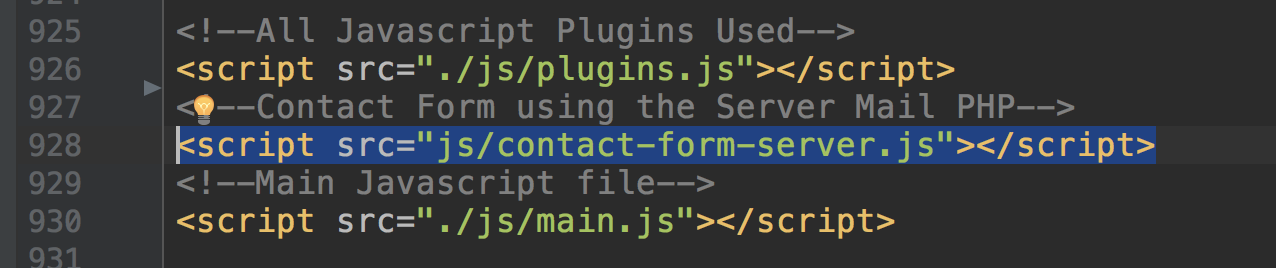 924
925 <!--All Javascript Plugins Used-->
926 <script src="./js/plugins.js"></script>
927 <!--Contact Form using the Server Mail PHP-->
928 <script src="js/contact-form-server.js"></script>
929 <!--Main Javascript file-->
930 <script src="./js/main.js"></script>
931